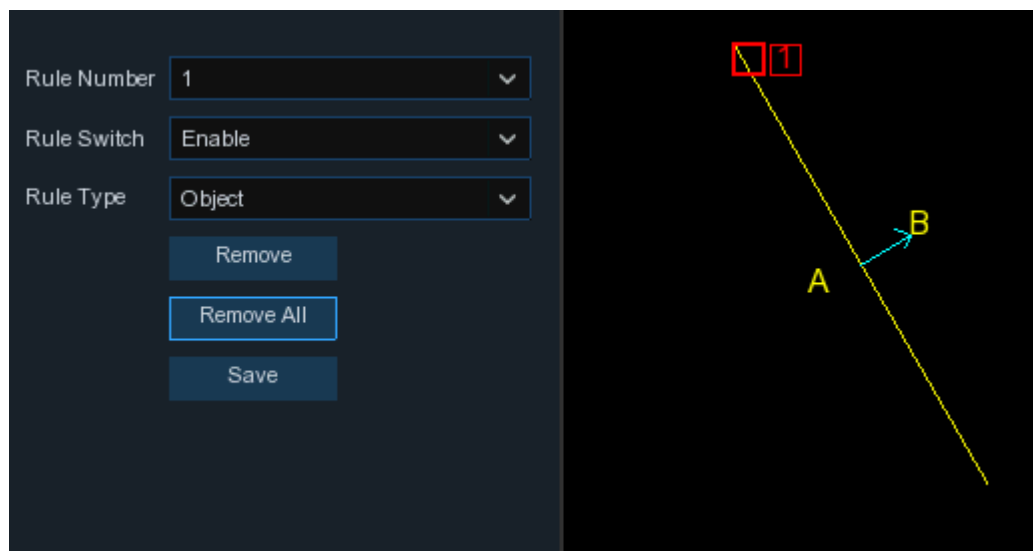 Rule Number 1
Rule Switch Enable
Rule Type Object
Remove
Remove All
Save
1
B
A